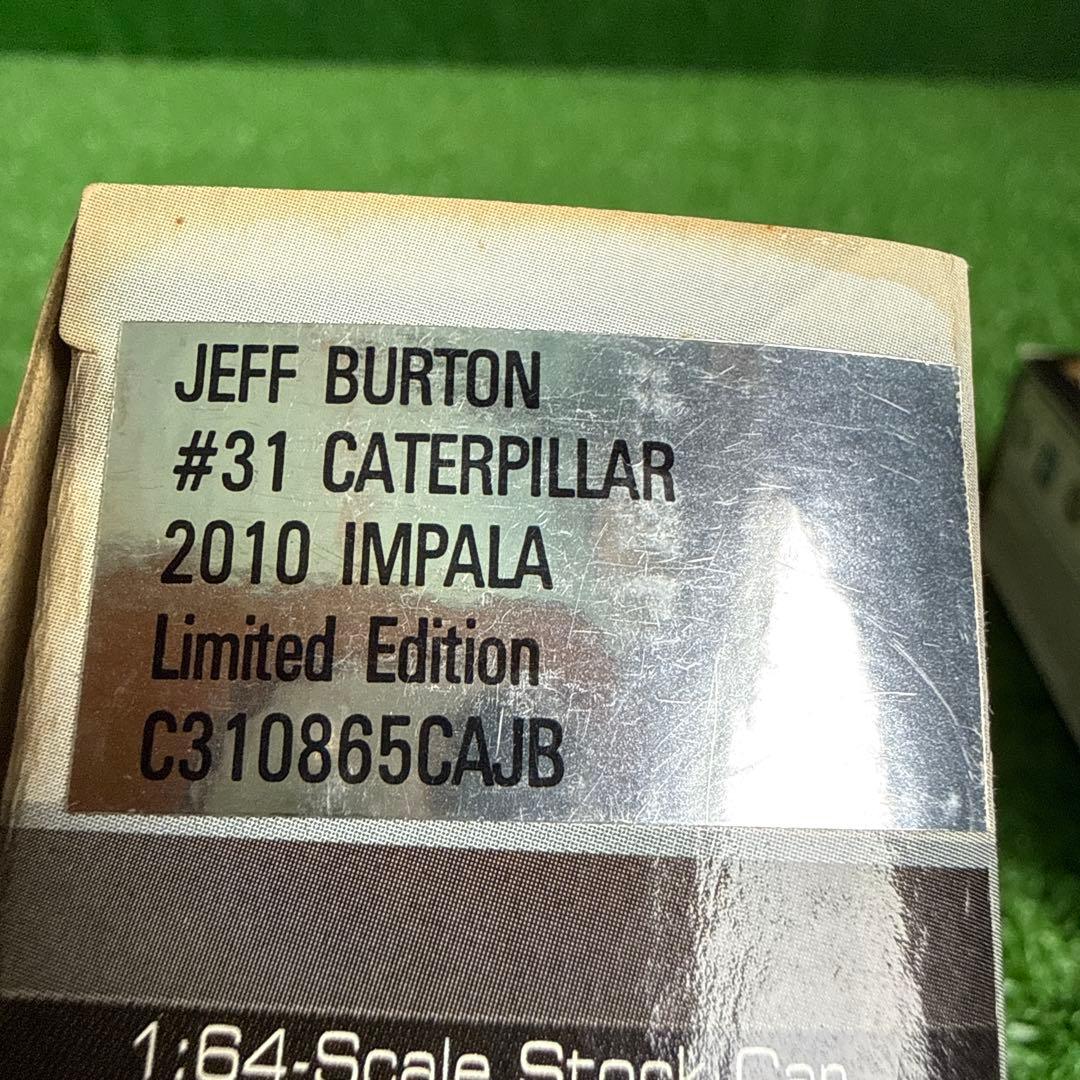 JEFF BURTON
#31 CATERPILLAR
2010 IMPALA
Limited Edition
C310865CAJB
1:64-Scale Stock Car